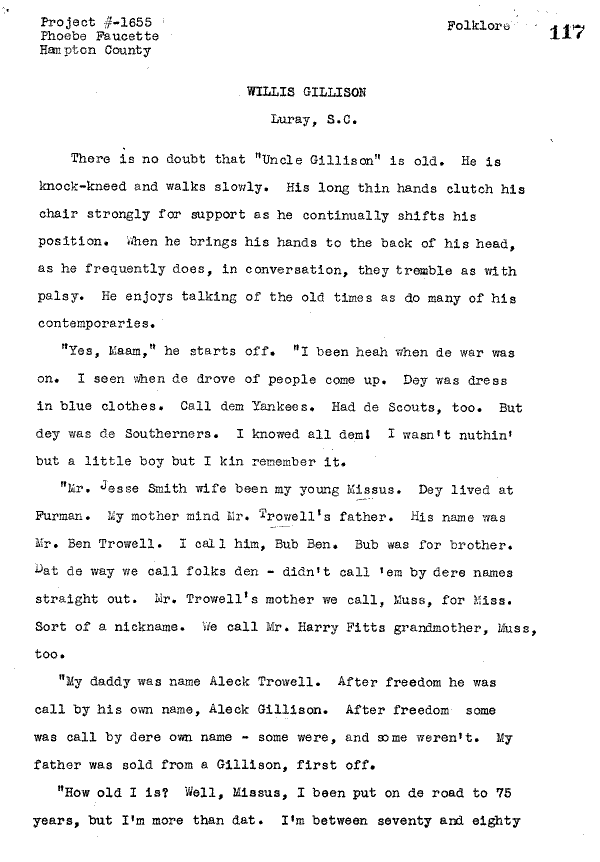 Project #-1655
Phoebe Faucette
Hampton County
Folklore
117
WILLIS GILLISON
Luray, S.C.
There is no doubt that "Uncle Gillison" is old. He is
knock-kneed and walks slowly. His long thin hands clutch his
chair strongly for support as he continually shifts his
position. When he brings his hands to the back of his head,
as he frequently does, in conversation, they tremble as with
palsy. He enjoys talking of the old times as do many of his
contemporaries.
"Yes, Maam," he starts off. "I been heah when de war was
on. I seen when de drove of people come up. Dey was dress
in blue clothes. Call dem Yankees. Had de Scouts, too. But
dey was de Southerners. I knowed all dem! I wasn't nuthin'
but a little boy but I kin remember it.
"Mr. Jesse Smith wife been my young Missus. Dey lived at
Furman. My mother mind Mr. Trowell's father. His name was
Mr. Ben Trowell. I call him, Bub Ben. Bub was for brother.
Dat de way we call folks den - didn't call 'em by dere names
straight out. Mr. Trowell's mother we call, Muss, for Miss.
Sort of a nickname. We call Mr. Harry Fitts grandmother, Muss,
too.
"My daddy was name Aleck Trowell. After freedom he was
call by his own name, Aleck Gillison. After freedom some
was call by dere own name - some were, and some weren't. My
father was sold from a Gillison, first off.
"How old I is? Well, Missus, I been put on de road to 75
years, but I'm more than dat. I'm between seventy and eighty